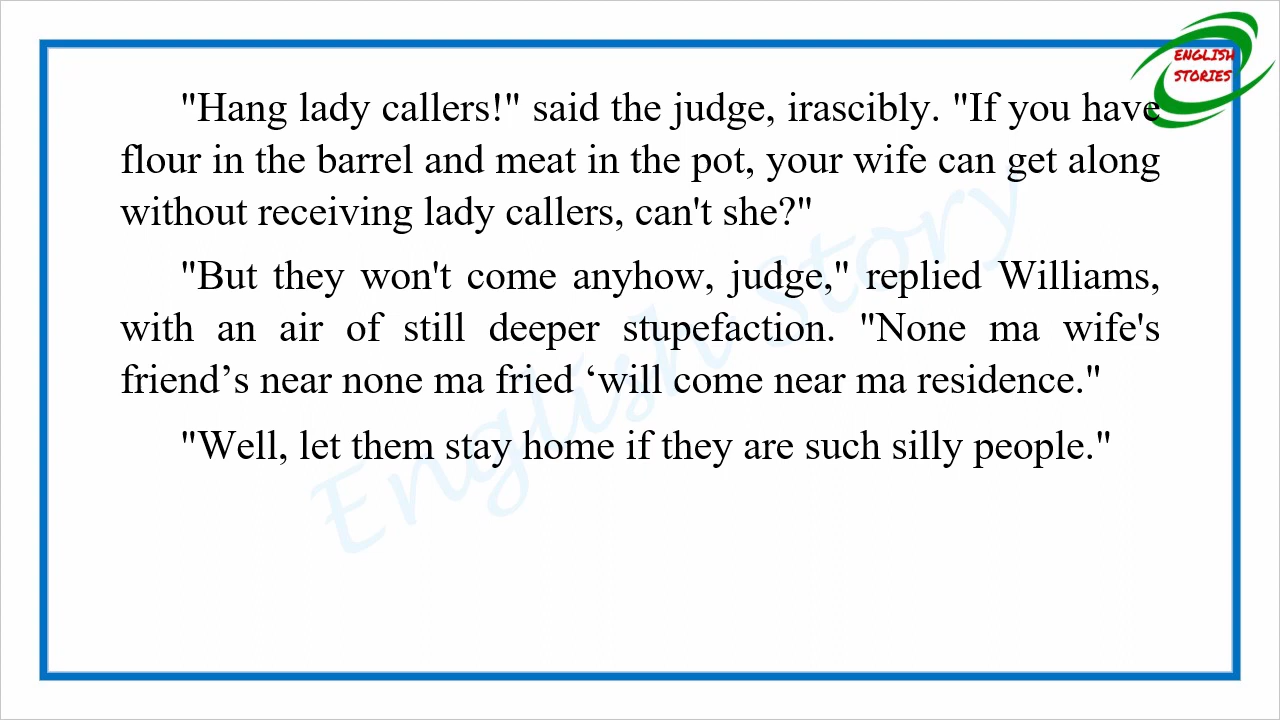 ENGLISH
STORIES
"Hang lady callers!" said the judge, irascibly. "If you have
flour in the barrel and meat in the pot, your wife can get along
without receiving lady callers, can't she?"
"But they won't come anyhow, judge," replied Williams,
with an air of still deeper stupefaction. "None ma wife's
friend’s near none ma fried ‘will come near ma residence."
"Well, let them stay home if they are such silly people."
English Story